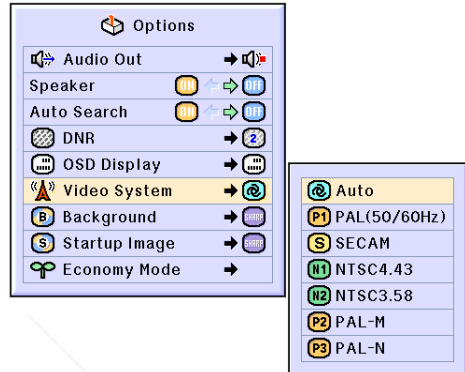 Options
Audio Out
Speaker ON OFF
Auto Search ON OFF
DNR 2
OSD Display
Video System
B Background SHARP
S Startup Image SHARP
Economy Mode
Auto
P1 PAL(50/60Hz)
S SECAM
N1 NTSC4.43
N2 NTSC3.58
P2 PAL-M
P3 PAL-N